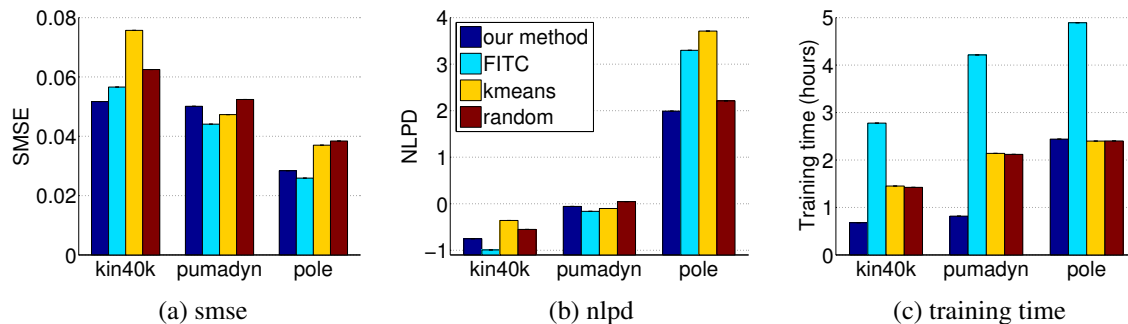 SMSE
0.08
0.06
0.04
0.02
0
kin40k pumadyn pole
(a) smse
NLPD
4
3
2
1
0
−1
our method
FITC
kmeans
random
kin40k pumadyn pole
(b) nlpd
Training time (hours)
5
4
3
2
1
0
kin40k pumadyn pole
(c) training time